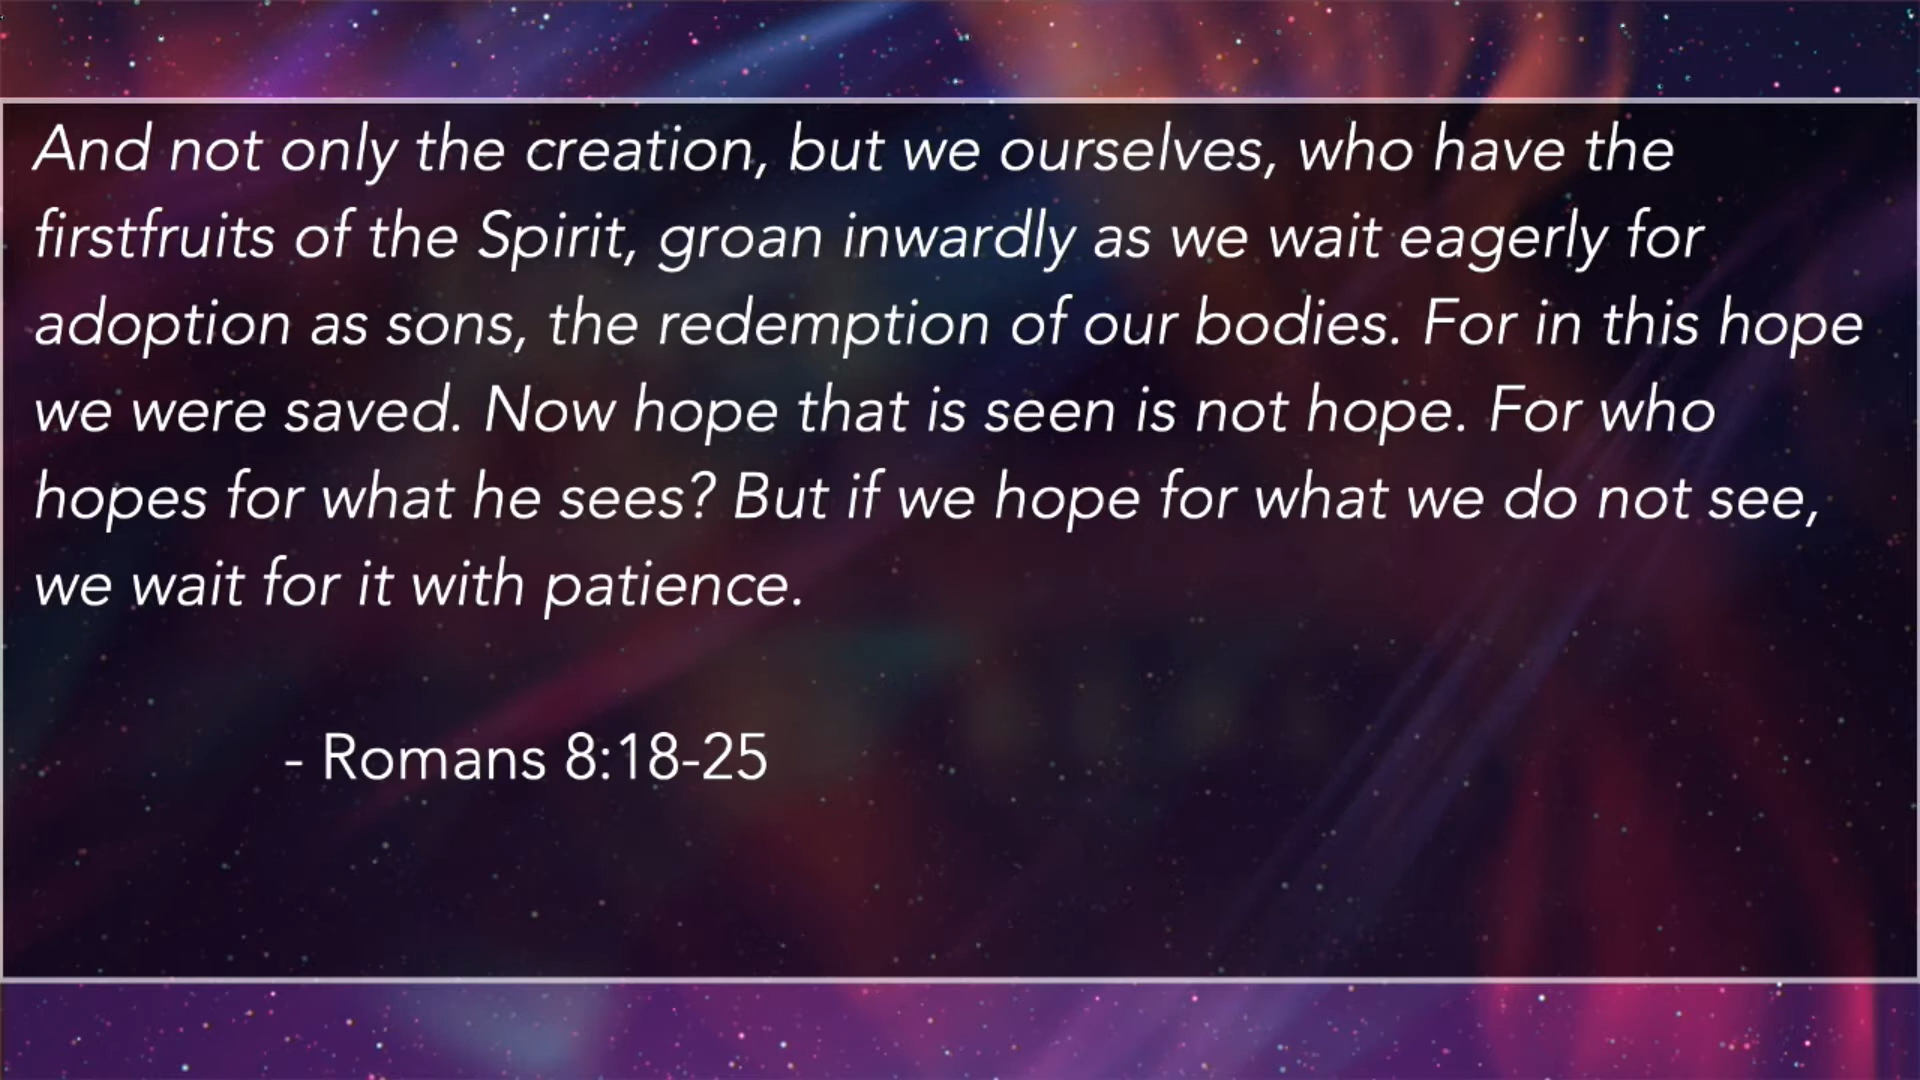 And not only the creation, but we ourselves, who have the
firstfruits of the Spirit, groan inwardly as we wait eagerly for
adoption as sons, the redemption of our bodies. For in this hope
we were saved. Now hope that is seen is not hope. For who
hopes for what he sees? But if we hope for what we do not see,
we wait for it with patience.
- Romans 8:18-25